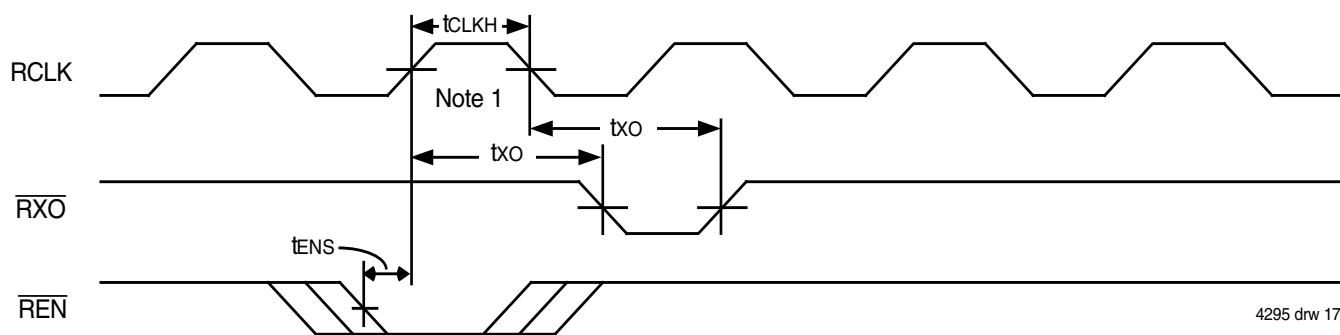 tCLKH
RCLK
Note 1
tXO
tXO
RXO
tENS
REN
4295 drw 17